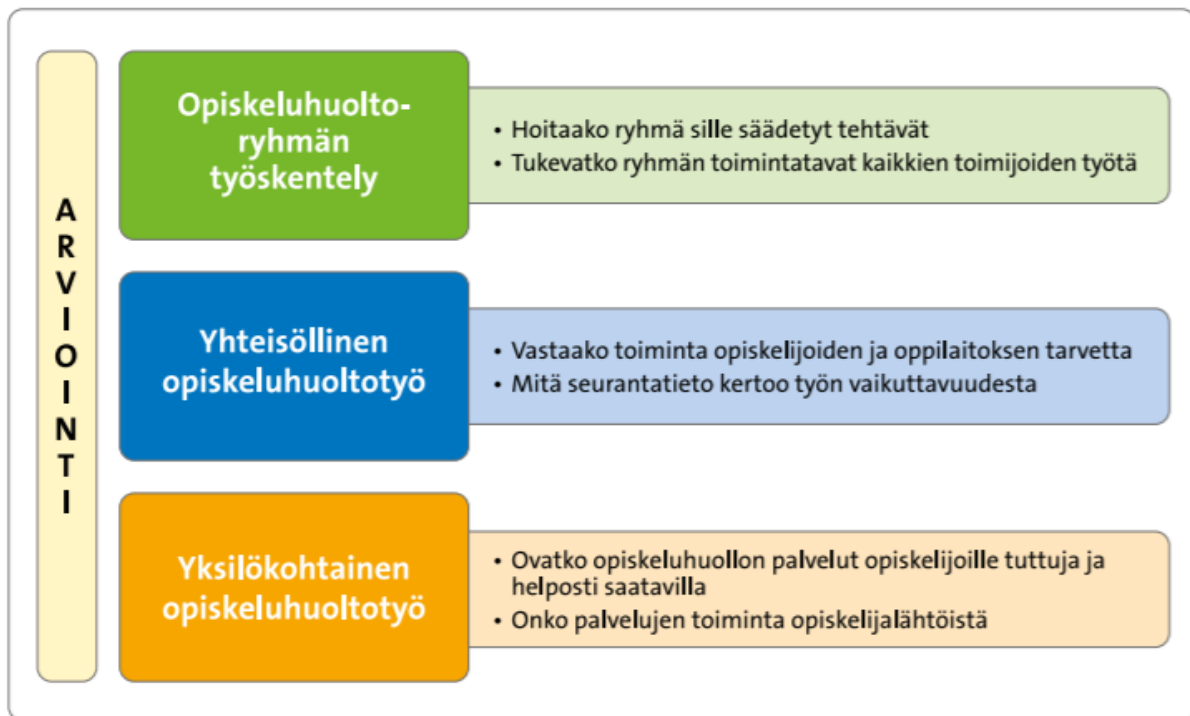 ARVIOINTI
Opiskeluhuolto-
ryhmän
työskentely
• Hoitaako ryhmä sille säädetyt tehtävät
• Tukevatko ryhmän toimintatavat kaikkien toimijoiden työtä
Yhteisöllinen
opiskeluhuoltotyö
• Vastaako toiminta opiskelijoiden ja oppilaitoksen tarvetta
• Mitä seurantatieto kertoo työn vaikuttavuudesta
Yksilökohtainen
opiskeluhuoltotyö
• Ovatko opiskeluhuollon palvelut opiskelijoille tuttuja ja
helposti saatavilla
• Onko palvelujen toiminta opiskelijalähtöistä